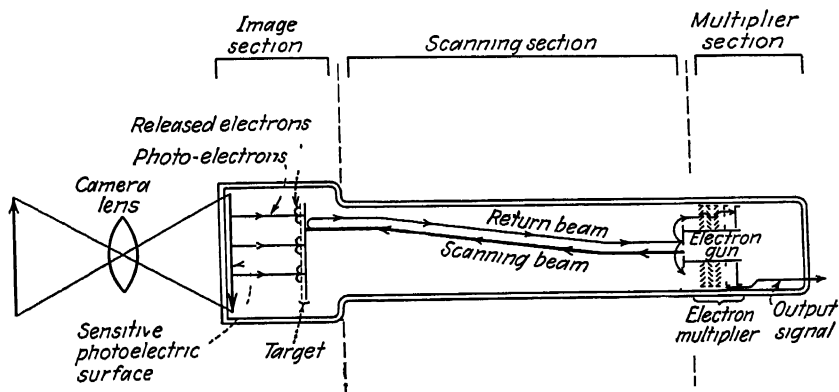 Image
section
Scanning section
Multiplier
section
Released electrons
Photo-electrons
Camera
lens
Return beam
Scanning beam
Electron
gun
Sensitive
photoelectric
surface
Target
Electron
multiplier
Output
signal